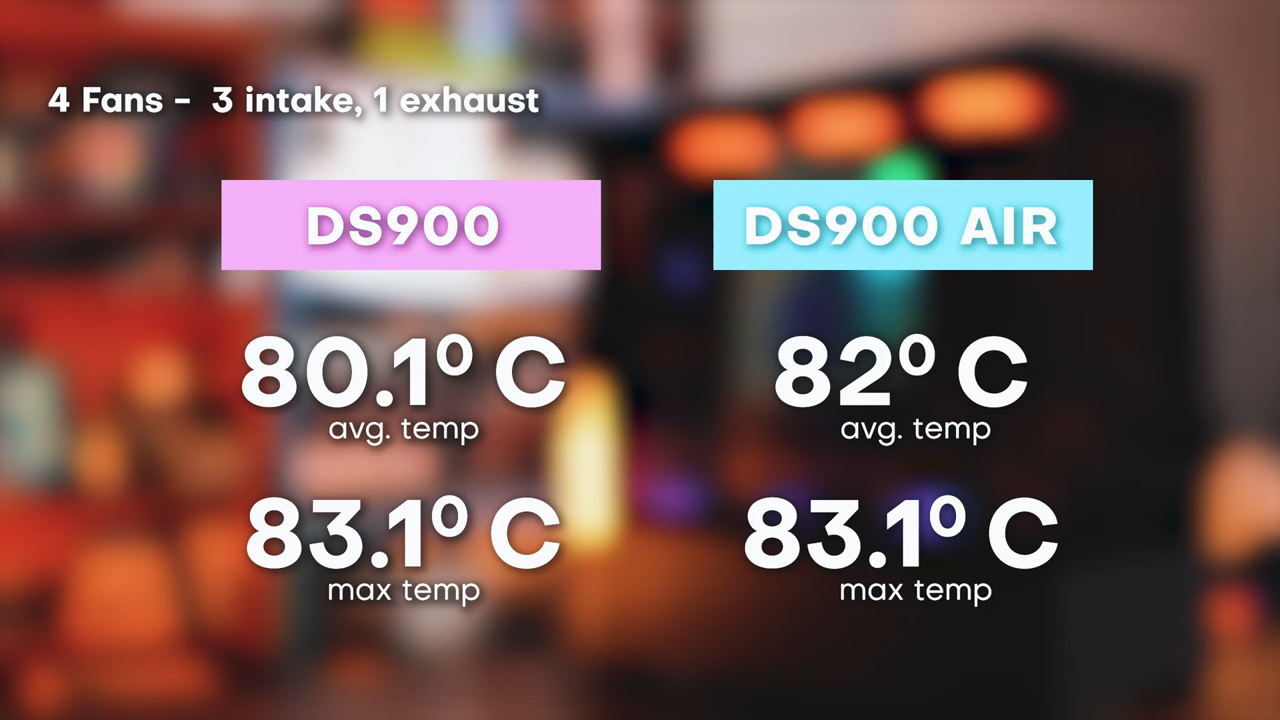 4 Fans - 3 intake, 1 exhaust
DS900
DS900 AIR
80.1º C
avg. temp
82º C
avg. temp
83.1º C
max temp
83.1º C
max temp